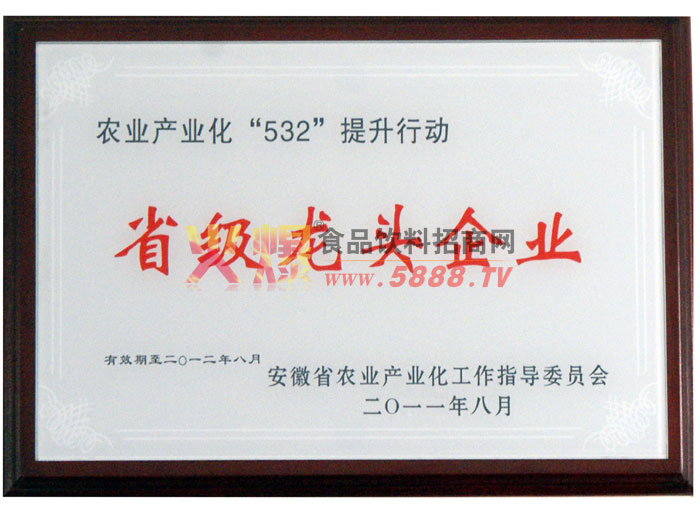 农业产业化“532”提升行动
省级龙头企业
火爆®食品饮料招商网
www.5888.TV
有效期至二〇一二年八月
安徽省农业产业化工作指导委员会
二〇一一年八月